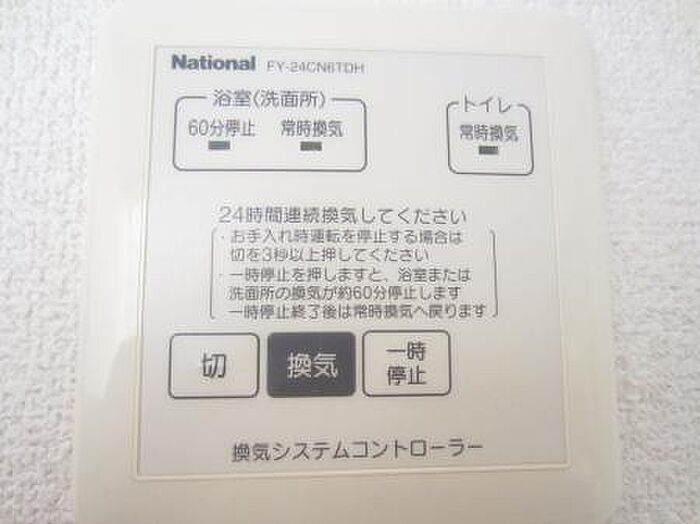 National FY-24CN6TDH
浴室(洗面所)
60分停止 常時換気
トイレ
常時換気
24時間連続換気してください
・お手入れ時運転を停止する場合は
切を3秒以上押してください
・一時停止を押しますと、浴室または
洗面所の換気が約60分停止します
一時停止終了後は常時換気へ戻ります
切
換気
一時
停止
換気システムコントローラー